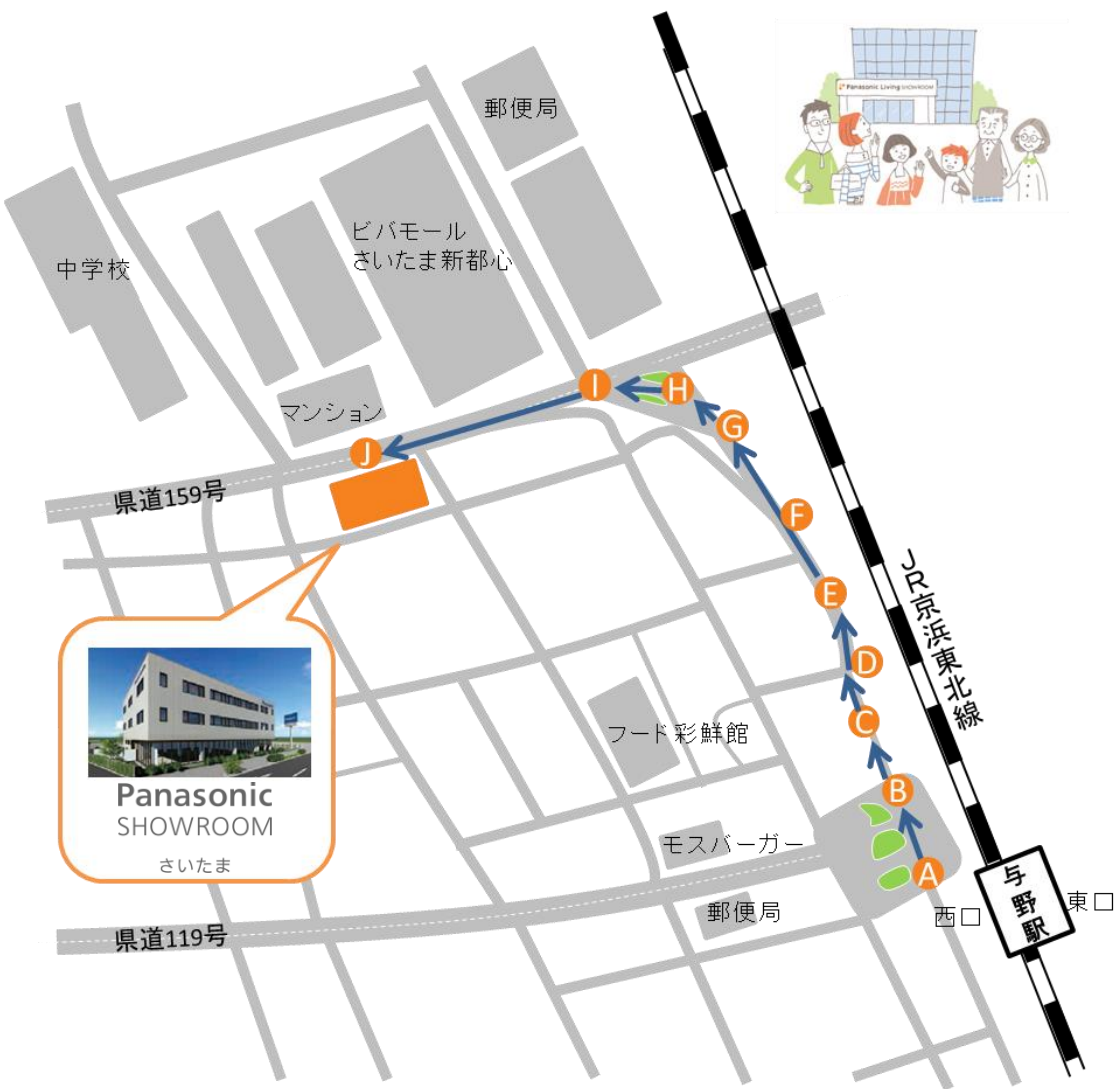 Panasonic Living SHOWROOM
郵便局
ビバモール
さいたま新都心
中学校
マンション
I
H
G
J
県道159号
F
E
JR京浜東北線
D
C
フード彩鮮館
B
Panasonic
SHOWROOM
さいたま
モスバーガー
A
与野駅
西口
東口
郵便局
県道119号